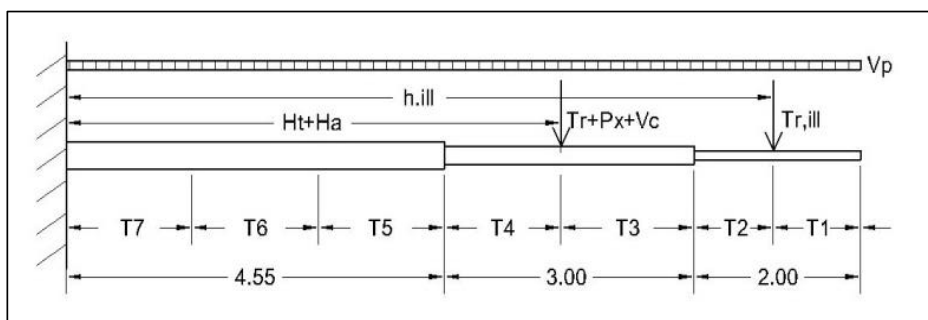 Vp
h.ill
Ht+Ha
Tr+Px+Vc
Tr,ill
T7 T6 T5 T4 T3 T2 T1
4.55 3.00 2.00